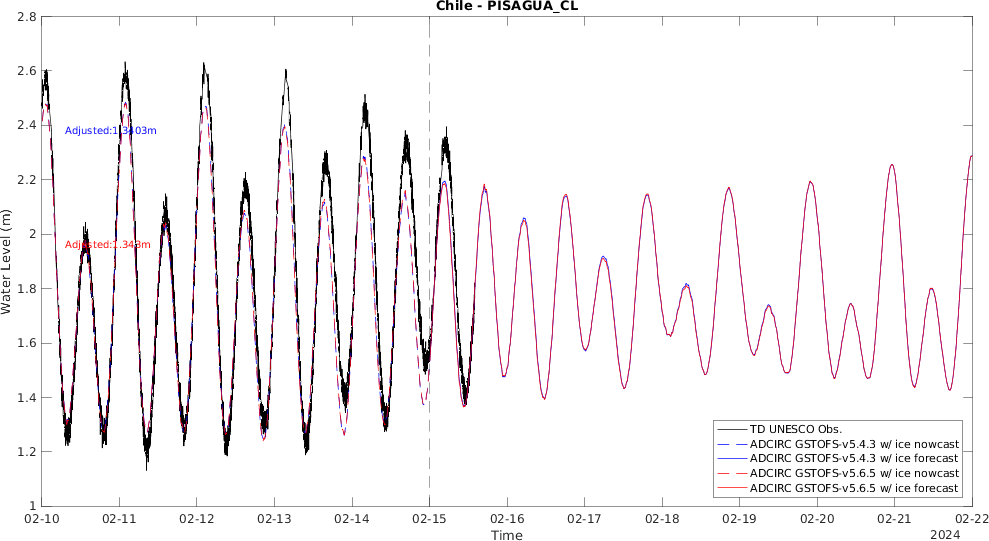 Chile - PISAGUA_CL
2.8
2.6
2.4
2.2
2
1.8
1.6
1.4
1.2
1
Water Level (m)
Adjusted:1.3403m
Adjusted:1.343m
TD UNESCO Obs.
ADCIRC GSTOFS-v5.4.3 w/ ice nowcast
ADCIRC GSTOFS-v5.4.3 w/ ice forecast
ADCIRC GSTOFS-v5.6.5 w/ ice nowcast
ADCIRC GSTOFS-v5.6.5 w/ ice forecast
02-10 02-11 02-12 02-13 02-14 02-15 02-16 02-17 02-18 02-19 02-20 02-21 02-22
Time
2024